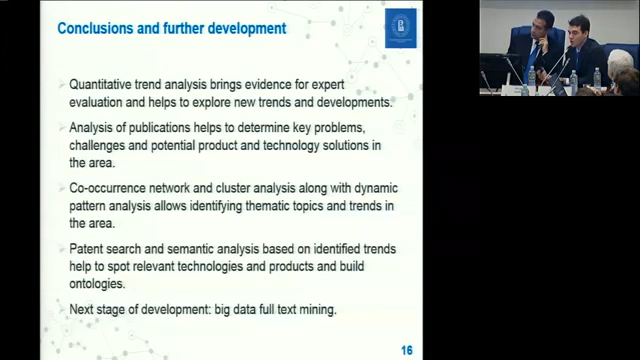 Conclusions and further development
Quantitative trend analysis brings evidence for expert
evaluation and helps to explore new trends and developments.
Analysis of publications helps to determine key problems,
challenges and potential product and technology solutions in
the area.
Co-occurrence network and cluster analysis along with dynamic
pattern analysis allows identifying thematic topics and trends in
the area.
Patent search and semantic analysis based on identified trends
help to spot relevant technologies and products and build
ontologies.
Next stage of development: big data full text mining.
16